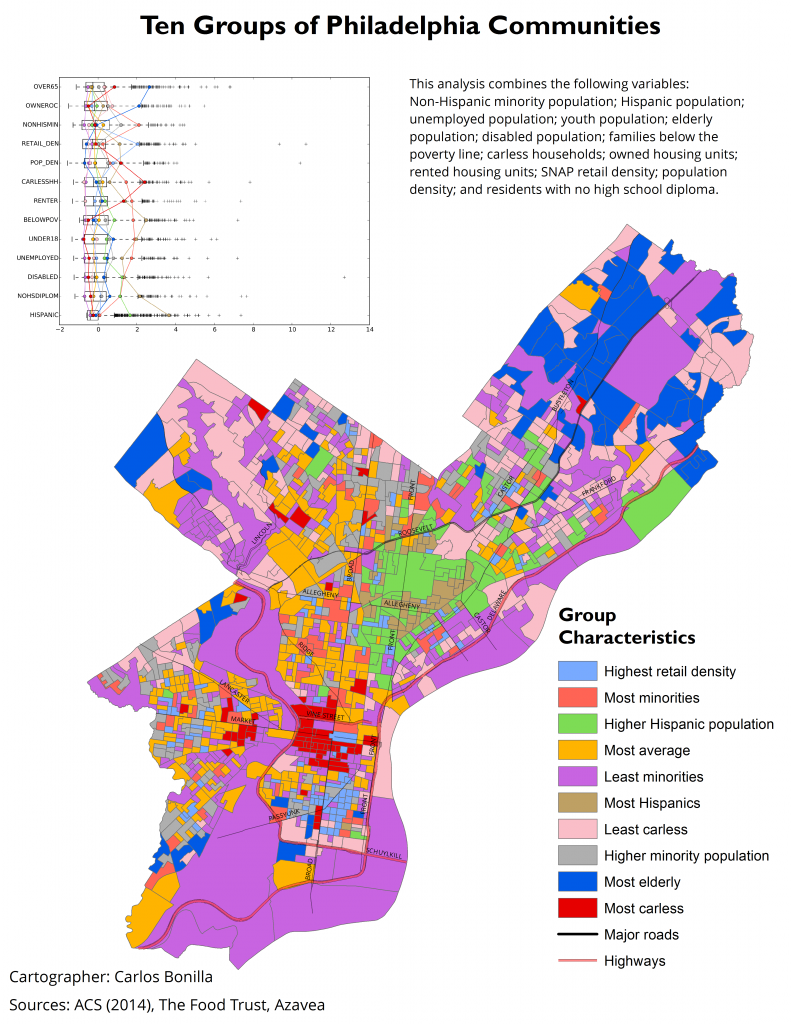 Ten Groups of Philadelphia Communities
OVER65
OWNEROC
NONHISMIN
RETAIL_DEN
POP_DEN
CARLESSHH
RENTER
BELOWPOV
UNDER18
UNEMPLOYED
DISABLED
NOHSDIPLOM
HISPANIC
−2 0 2 4 6 8 10 12 14
This analysis combines the following variables:
Non-Hispanic minority population; Hispanic population;
unemployed population; youth population; elderly
population; disabled population; families below the
poverty line; carless households; owned housing units;
rented housing units; SNAP retail density; population
density; and residents with no high school diploma.
BUSTLETON
FRONT
CASTOR
FRANKFORD
LINCOLN
ROOSEVELT
BROAD
ALLEGHENY
ALLEGHENY
DELAWARE
CASTOR
FRONT
RIDGE
LANCASTER
MARKET
VINE STREET
FRONT
FRONT
PASSYUNK
SCHUYLKILL
BROAD
Group
Characteristics
Highest retail density
Most minorities
Higher Hispanic population
Most average
Least minorities
Most Hispanics
Least carless
Higher minority population
Most elderly
Most carless
Major roads
Highways
Cartographer: Carlos Bonilla
Sources: ACS (2014), The Food Trust, Azavea